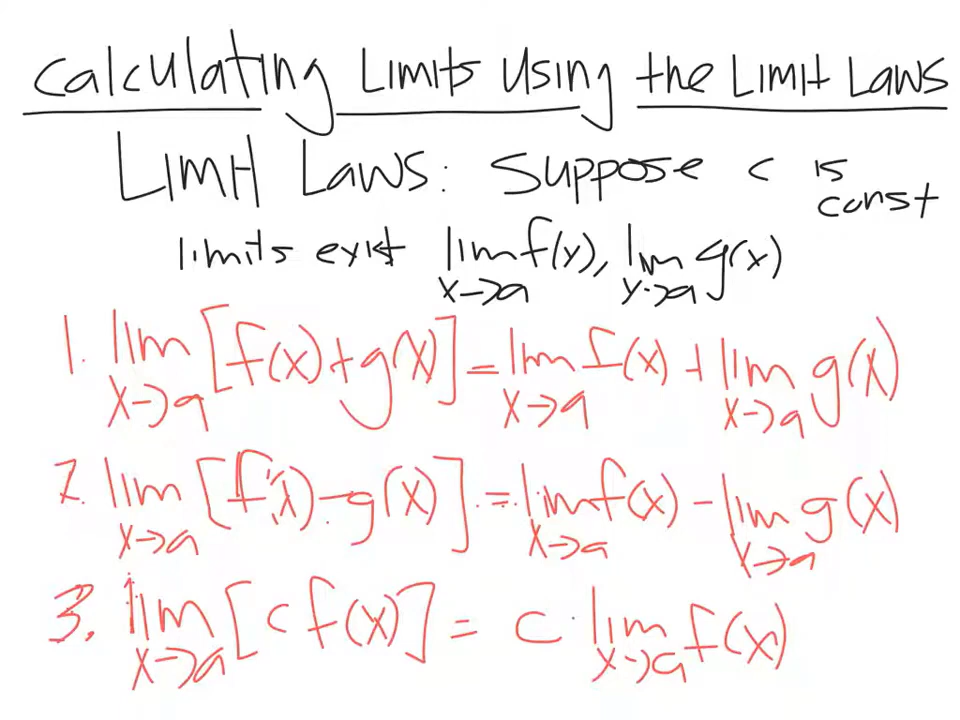 Calculating Limits Using the Limit Laws
Limit Laws: Suppose c is const
limits exist lim x→a f(x), lim x→a g(x)
1. lim x→a [f(x)+g(x)] = lim x→a f(x) + lim x→a g(x)
2. lim x→a [f(x)-g(x)] = lim x→a f(x) - lim x→a g(x)
3. lim x→a [c f(x)] = c · lim x→a f(x)